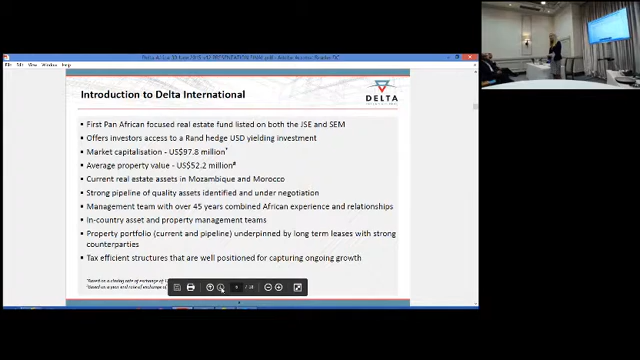 Introduction to Delta International
DELTA
First Pan African focused real estate fund listed on both the JSE and SEM
Offers investors access to a Rand hedge USD yielding investment
Market capitalisation - US$97.8 million*
Average property value - US$52.2 million#
Current real estate assets in Mozambique and Morocco
Strong pipeline of quality assets identified and under negotiation
Management team with over 45 years combined African experience and relationships
In-country asset and property management teams
Property portfolio (current and pipeline) underpinned by long term leases with strong
counterparties
Tax efficient structures that are well positioned for capturing ongoing growth